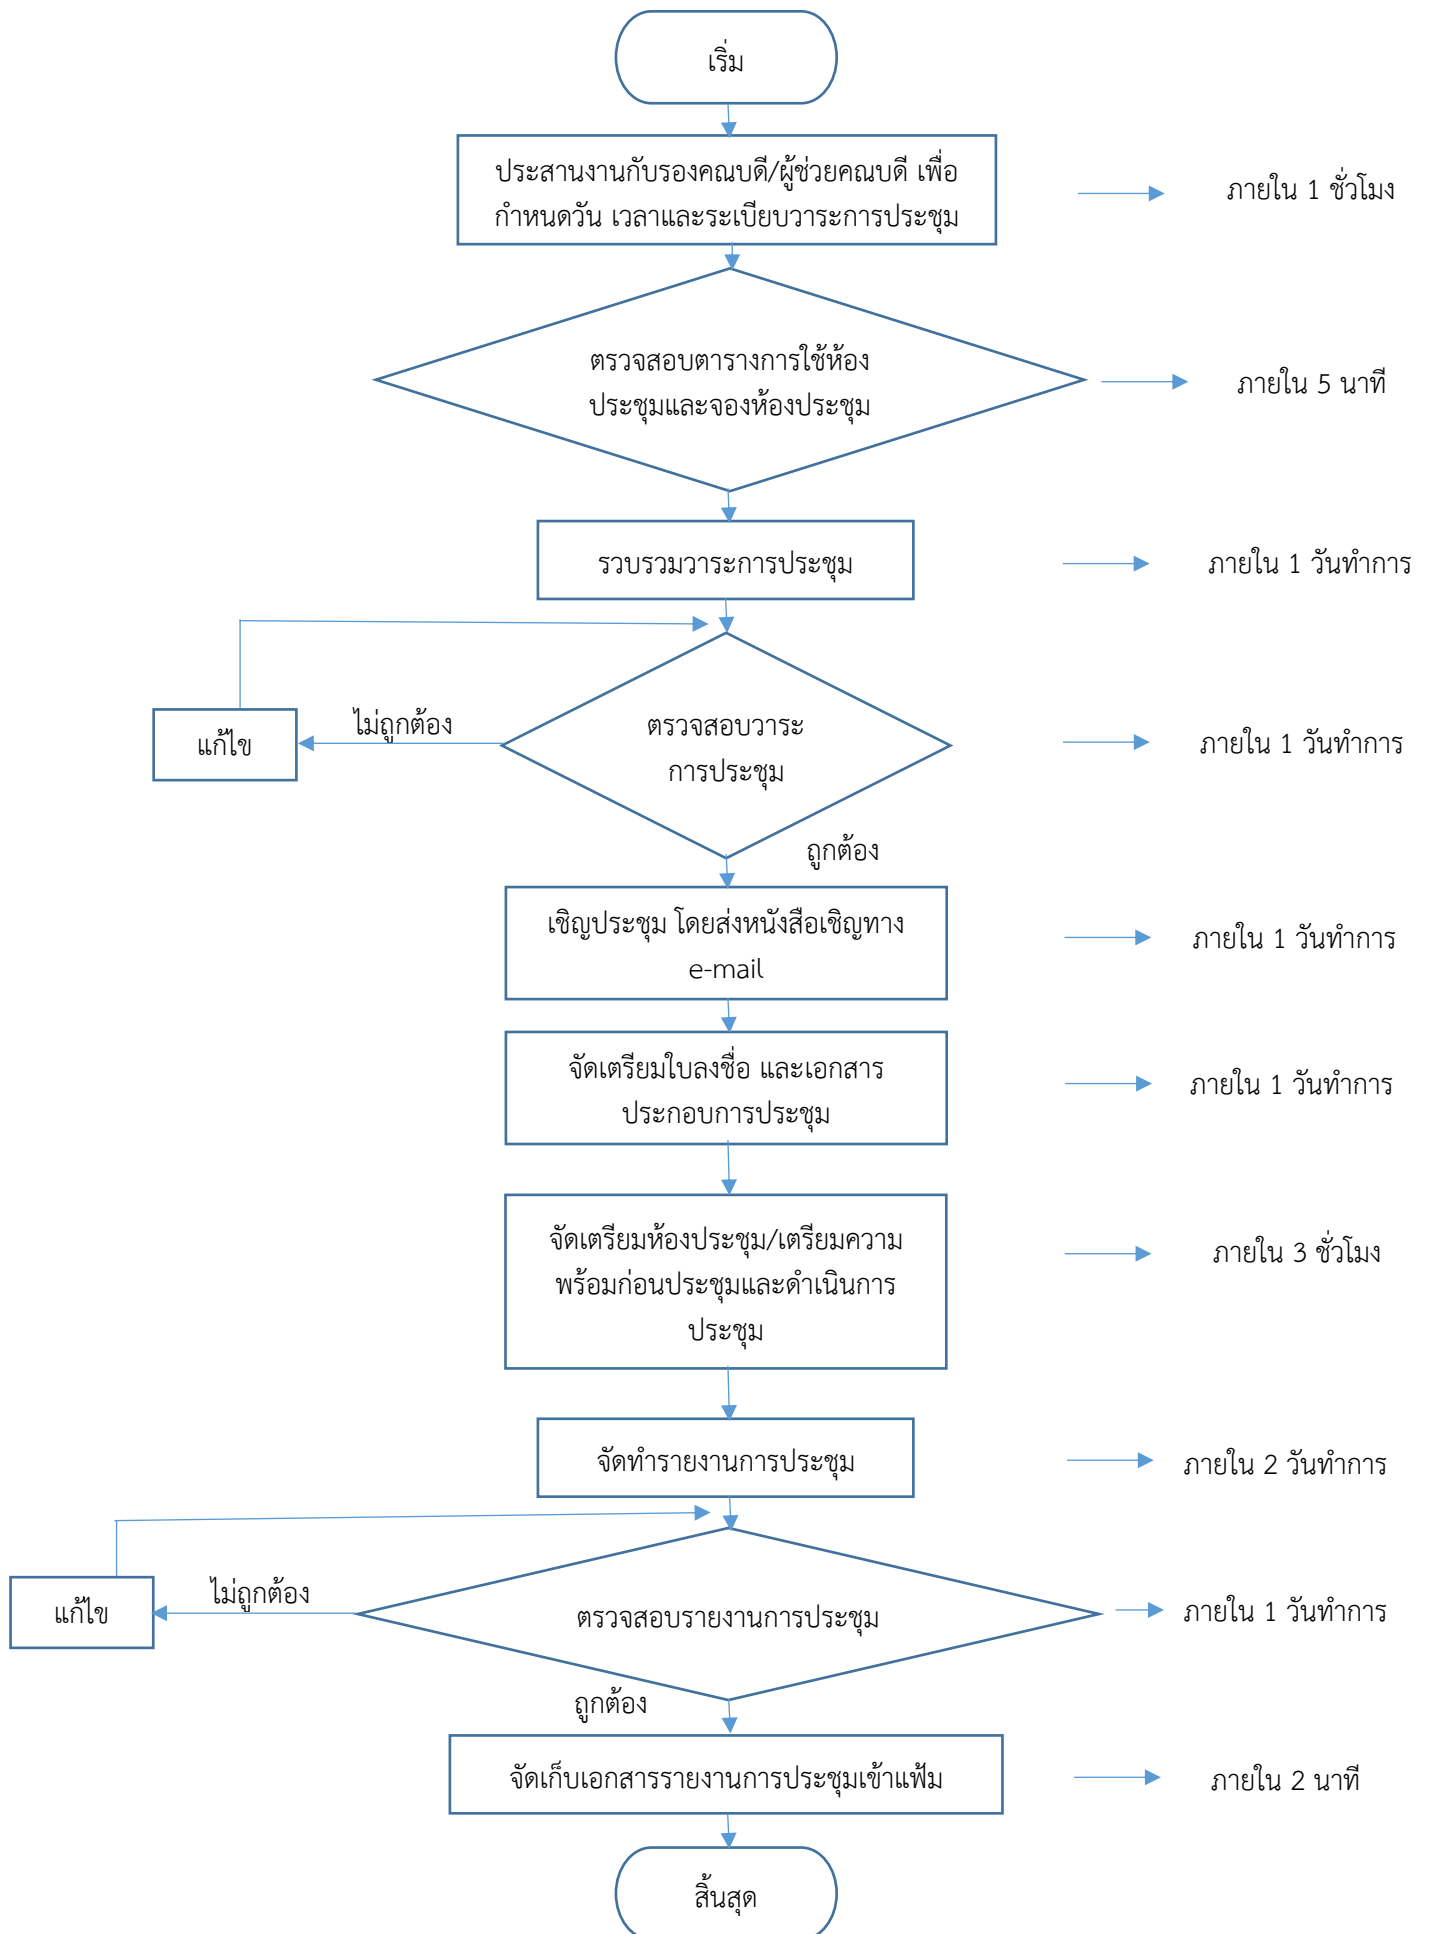 เริ่ม
ประสานงานกับรองคณบดี/ผู้ช่วยคณบดี เพื่อ
กำหนดวัน เวลาและระเบียบวาระการประชุม
ภายใน 1 ชั่วโมง
ตรวจสอบตารางการใช้ห้อง
ประชุมและจองห้องประชุม
ภายใน 5 นาที
รวบรวมวาระการประชุม
ภายใน 1 วันทำการ
ไม่ถูกต้อง
แก้ไข
ตรวจสอบวาระ
การประชุม
ภายใน 1 วันทำการ
ถูกต้อง
เชิญประชุม โดยส่งหนังสือเชิญทาง
e-mail
ภายใน 1 วันทำการ
จัดเตรียมใบลงชื่อ และเอกสาร
ประกอบการประชุม
ภายใน 1 วันทำการ
จัดเตรียมห้องประชุม/เตรียมความ
พร้อมก่อนประชุมและดำเนินการ
ประชุม
ภายใน 3 ชั่วโมง
จัดทำรายงานการประชุม
ภายใน 2 วันทำการ
ไม่ถูกต้อง
แก้ไข
ตรวจสอบรายงานการประชุม
ภายใน 1 วันทำการ
ถูกต้อง
จัดเก็บเอกสารรายงานการประชุมเข้าแฟ้ม
ภายใน 2 นาที
สิ้นสุด